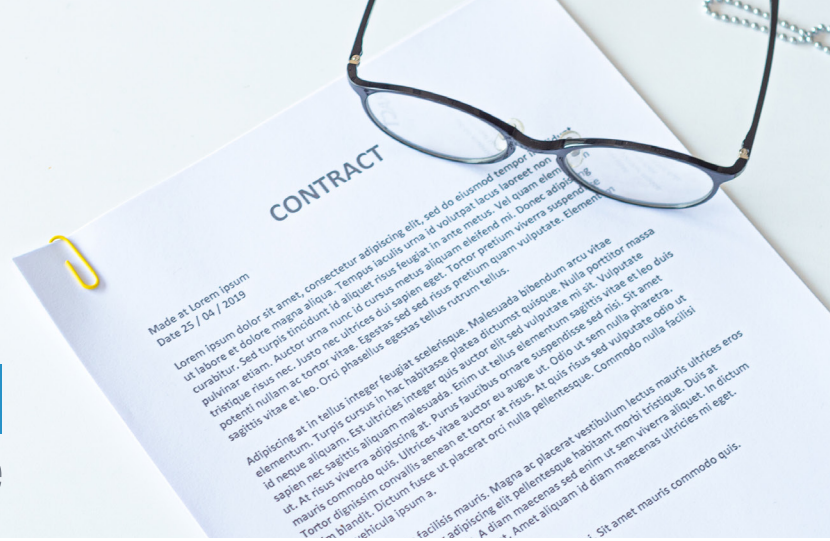 CONTRACT
Made at Lorem ipsum
Date 25 / 04 / 2019
Lorem ipsum dolor sit amet, consectetur adipiscing elit, sed do eiusmod tempor
ut labore et dolore magna aliqua. Tempus iaculis urna id volutpat lacus laoreet non
curabitur. Sed turpis tincidunt id aliquet risus feugiat in ante metus. Vel quam
pulvinar etiam. Auctor urna nunc id cursus metus aliquam eleifend mi. Donec adipiscing
tristique risus nec. Justo nec ultrices dui sapien eget. Tortor pretium viverra
potenti nullam ac tortor vitae. Egestas sed sed risus pretium quam vulputate.
sagittis vitae et leo. Orci phasellus egestas tellus rutrum tellus.
Adipiscing at in tellus integer feugiat scelerisque. Malesuada bibendum arcu vitae
elementum. Turpis cursus in hac habitasse platea dictumst quisque. Nulla porttitor massa
id neque aliquam. Est ultricies integer quis auctor elit sed vulputate mi sit. Vulputate
sapien nec sagittis aliquam malesuada. Enim ut tellus elementum sagittis vitae et leo duis
ut. At risus viverra adipiscing at. Purus faucibus ornare suspendisse sed nisi. Sit amet
mauris commodo quis. Ultrices vitae auctor eu augue ut. Odio ut sem nulla pharetra.
Tortor dignissim convallis aenean et tortor at risus. At quis risus sed vulputate odio ut
blandit. Dictum fusce ut placerat orci nulla pellentesque. Commodo nulla facilisi
vehicula ipsum a.
facilisis mauris. Magna ac placerat vestibulum lectus mauris ultrices eros
adipiscing elit pellentesque habitant morbi tristique. Duis at
A diam maecenas sed enim ut sem viverra aliquet. In dictum
Amet aliquam id diam maecenas ultricies mi eget.
Sit amet mauris commodo quis.